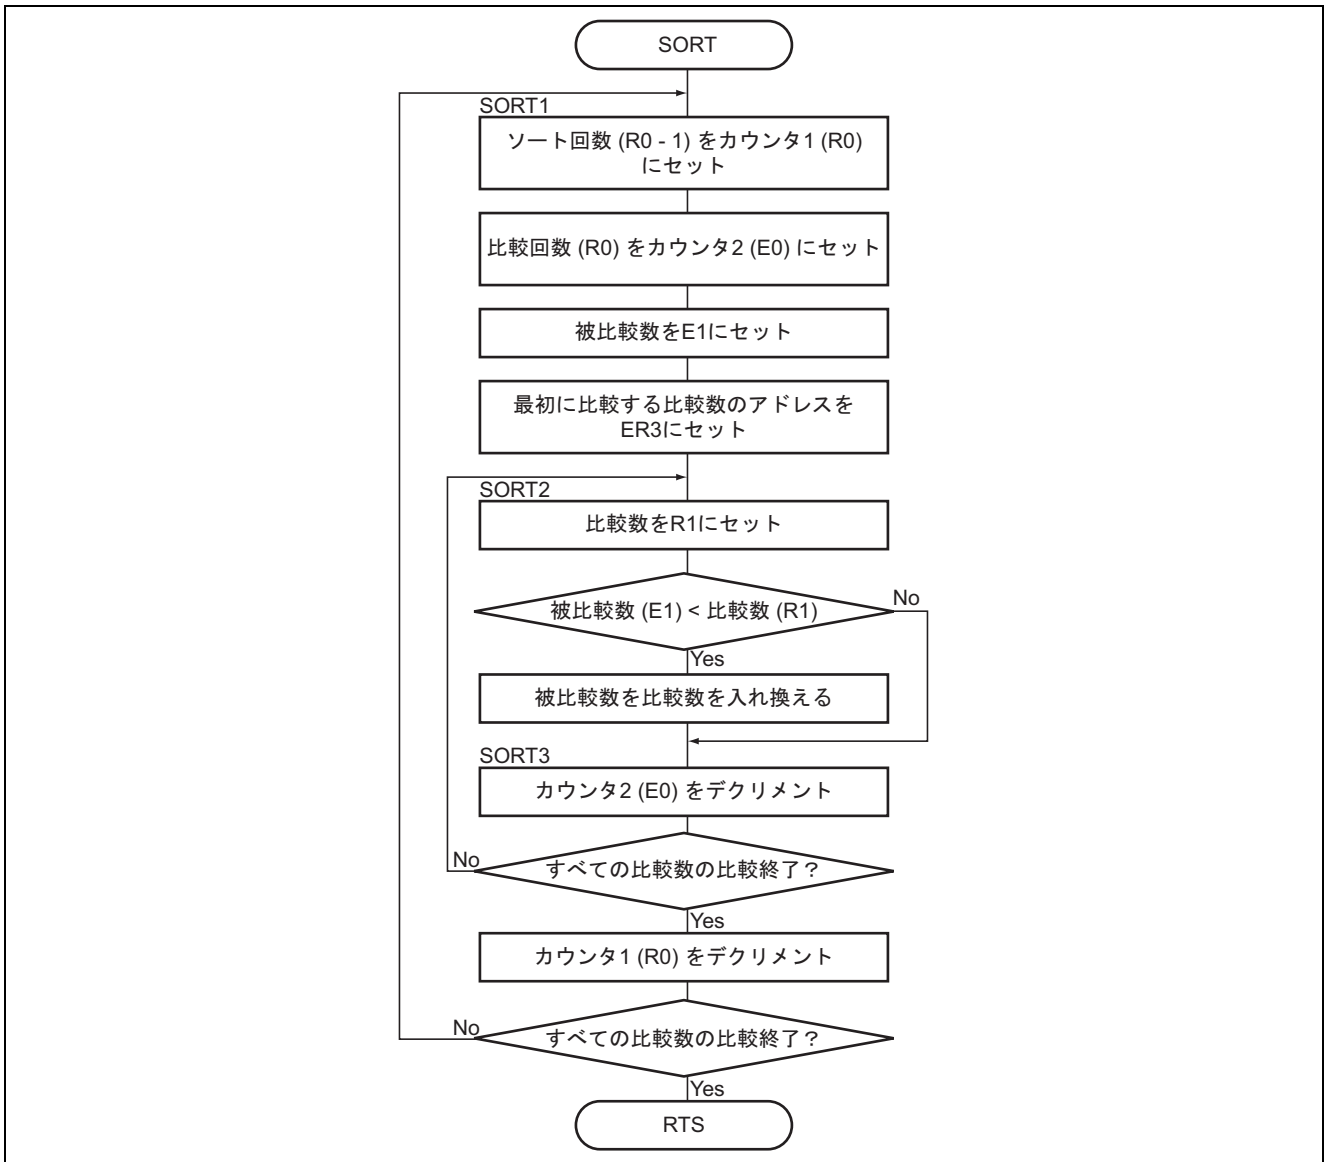 SORT
SORT1
ソート回数 (R0 - 1) をカウンタ1 (R0)
にセット
比較回数 (R0) をカウンタ2 (E0) にセット
被比較数をE1にセット
最初に比較する比較数のアドレスを
ER3にセット
SORT2
比較数をR1にセット
被比較数 (E1) < 比較数 (R1)
No
Yes
被比較数を比較数を入れ換える
SORT3
カウンタ2 (E0) をデクリメント
No
すべての比較数の比較終了？
Yes
カウンタ1 (R0) をデクリメント
No
すべての比較数の比較終了？
Yes
RTS